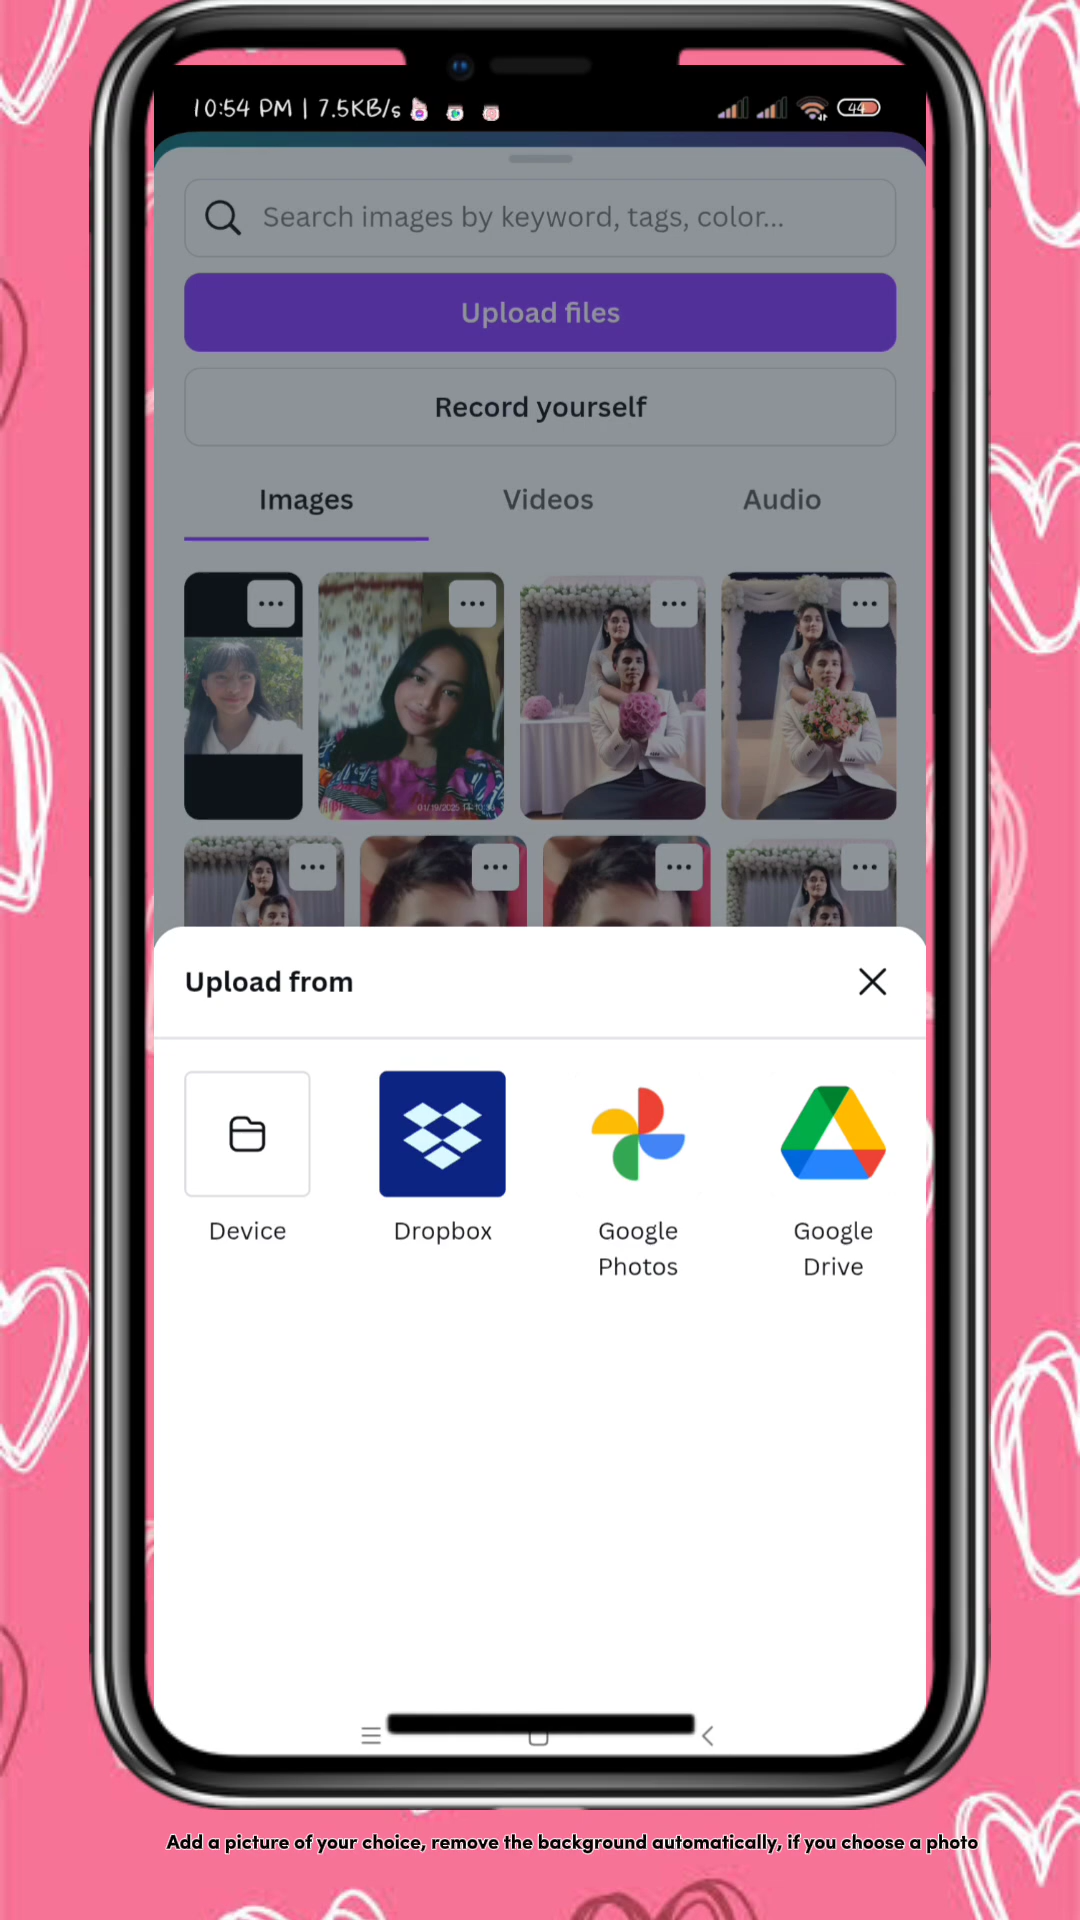 10:54 PM | 7.5KB/s
44
Search images by keyword, tags, color...
Upload files
Record yourself
Images Videos Audio
Upload from
Device Dropbox Google Photos Google Drive
Add a picture of your choice, remove the background automatically, if you choose a photo